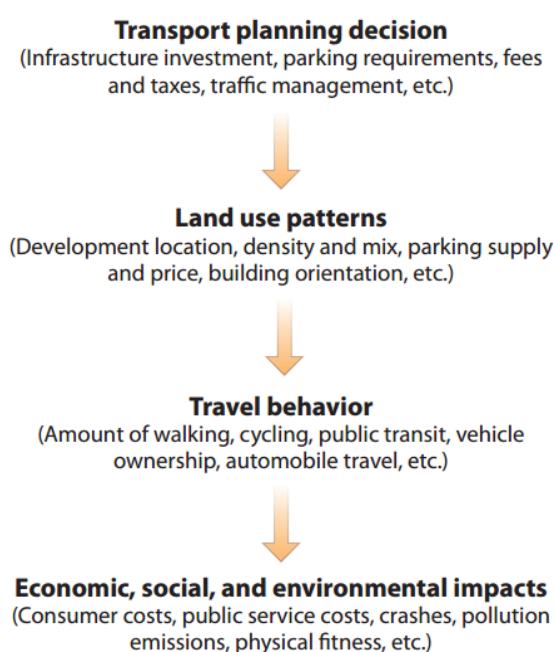 Transport planning decision
(Infrastructure investment, parking requirements, fees
and taxes, traffic management, etc.)
Land use patterns
(Development location, density and mix, parking supply
and price, building orientation, etc.)
Travel behavior
(Amount of walking, cycling, public transit, vehicle
ownership, automobile travel, etc.)
Economic, social, and environmental impacts
(Consumer costs, public service costs, crashes, pollution
emissions, physical fitness, etc.)